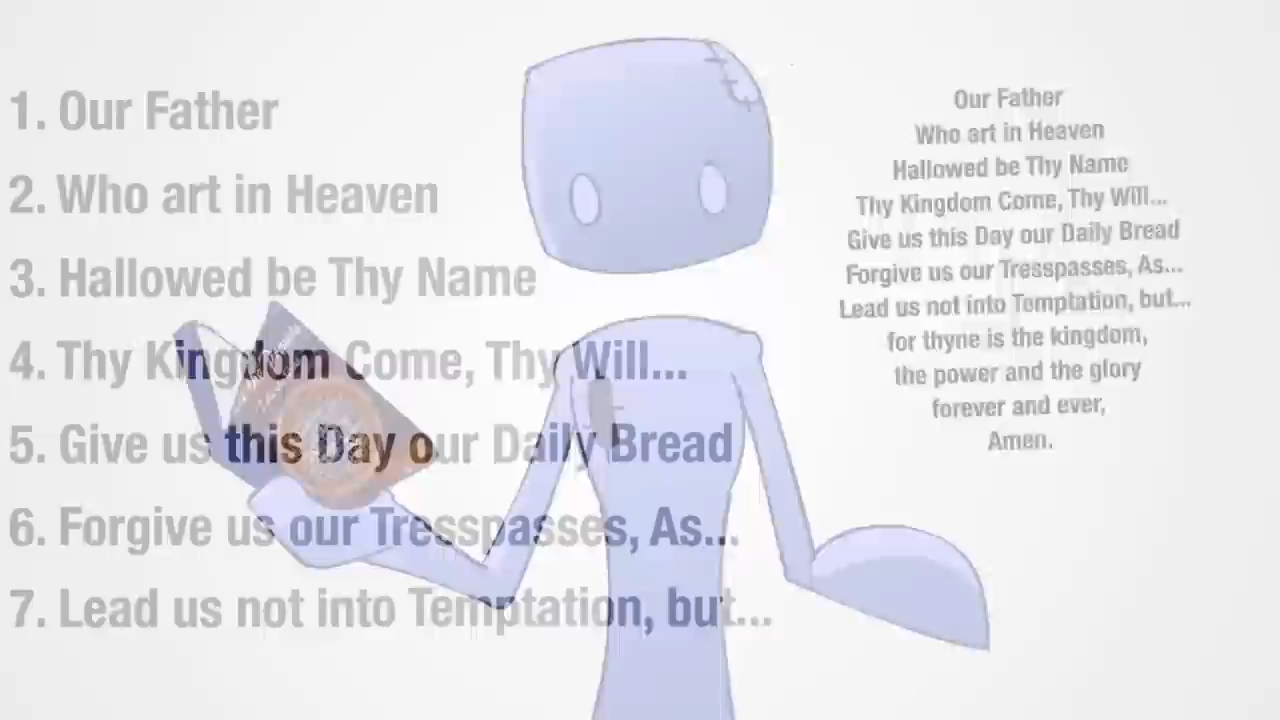 1. Our Father
2. Who art in Heaven
3. Hallowed be Thy Name
4. Thy Kingdom Come, Thy Will...
5. Give us this Day our Daily Bread
6. Forgive us our Tresspasses, As...
7. Lead us not into Temptation, but...
Our Father
Who art in Heaven
Hallowed be Thy Name
Thy Kingdom Come, Thy Will...
Give us this Day our Daily Bread
Forgive us our Tresspasses, As...
Lead us not into Temptation, but...
for thyne is the kingdom,
the power and the glory
forever and ever,
Amen.